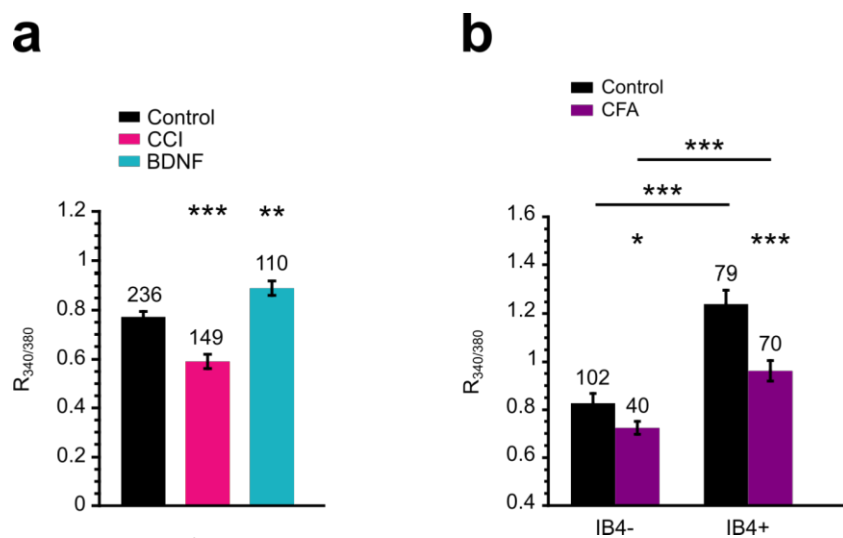 a
Control
CCI
BDNF
1.2
0.8
0.6
0.4
0.2
0
R340/380
236
***
149
**
110
b
Control
CFA
***
***
1.6
1.4
1.2
1
0.8
0.6
0.4
R340/380
*
***
102
40
79
70
IB4-
IB4+